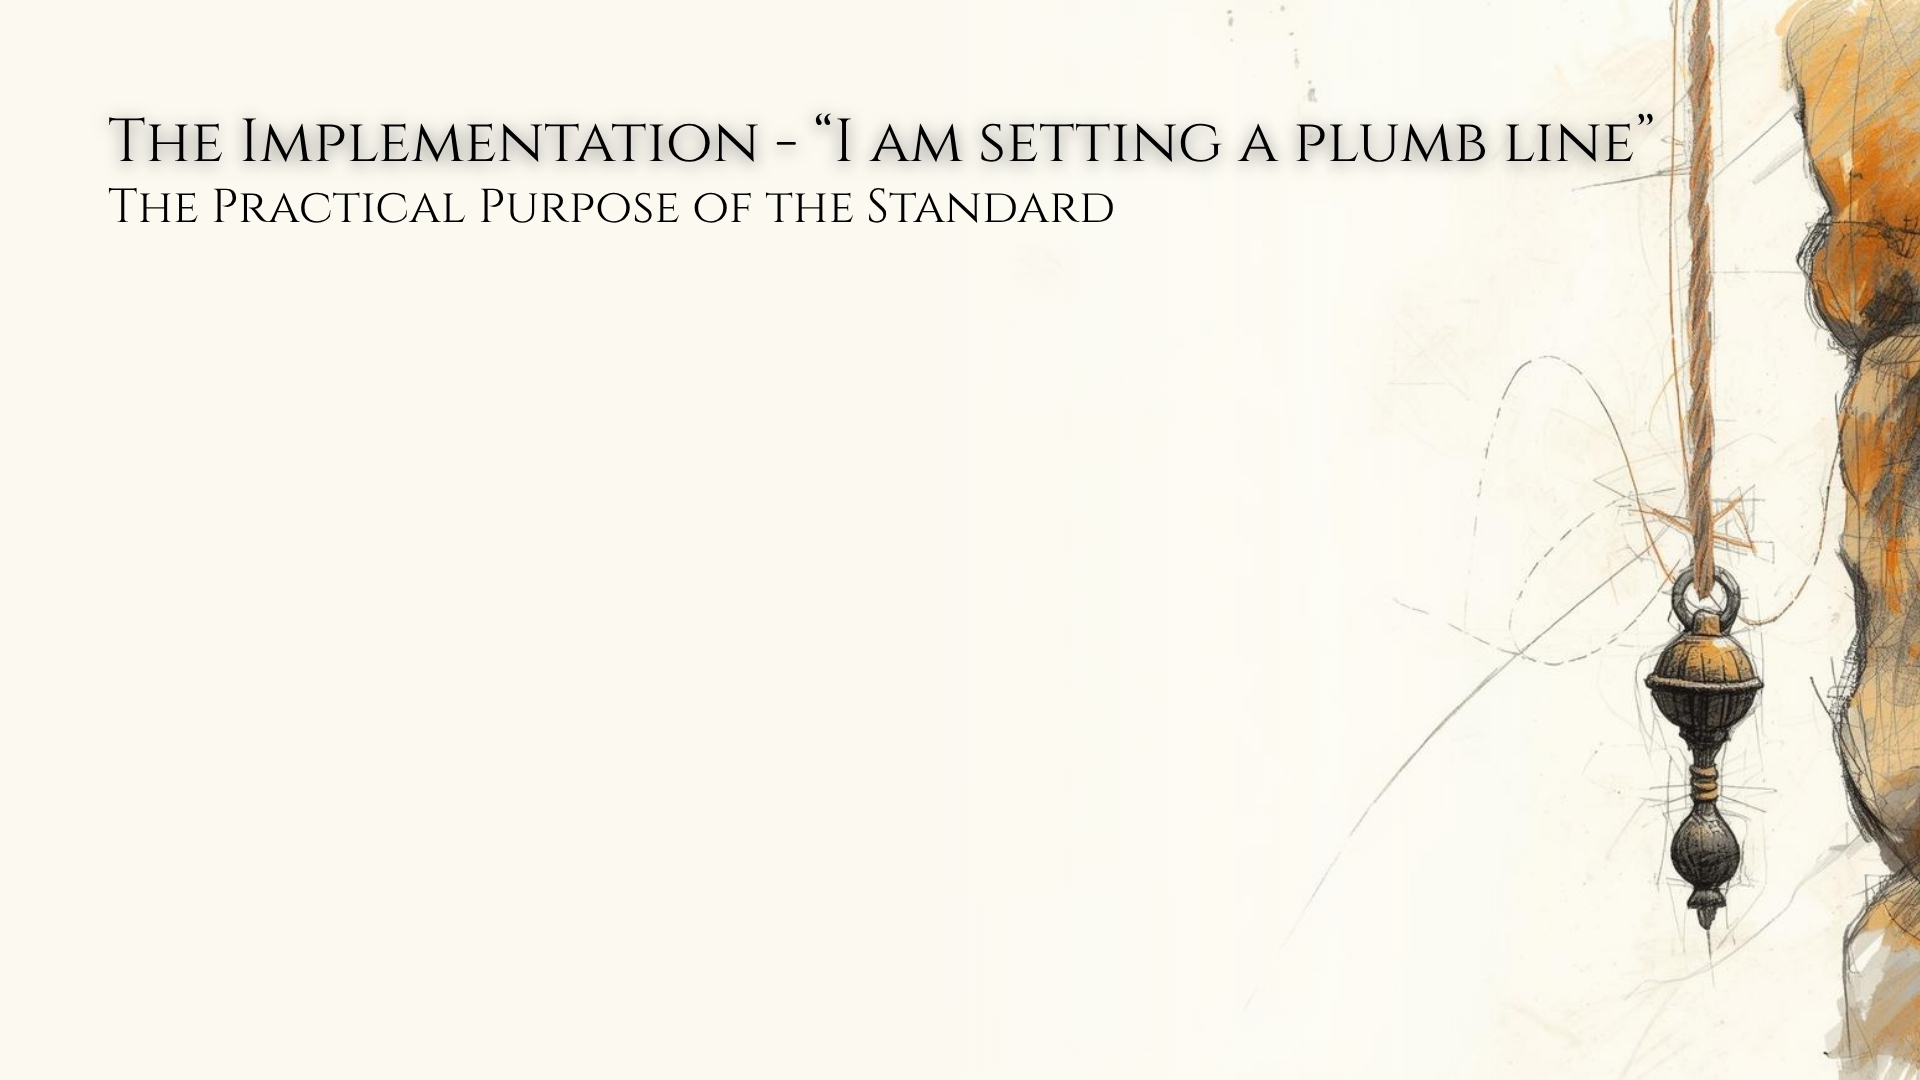 The Implementation - “I am setting a plumb line”
The Practical Purpose of the Standard